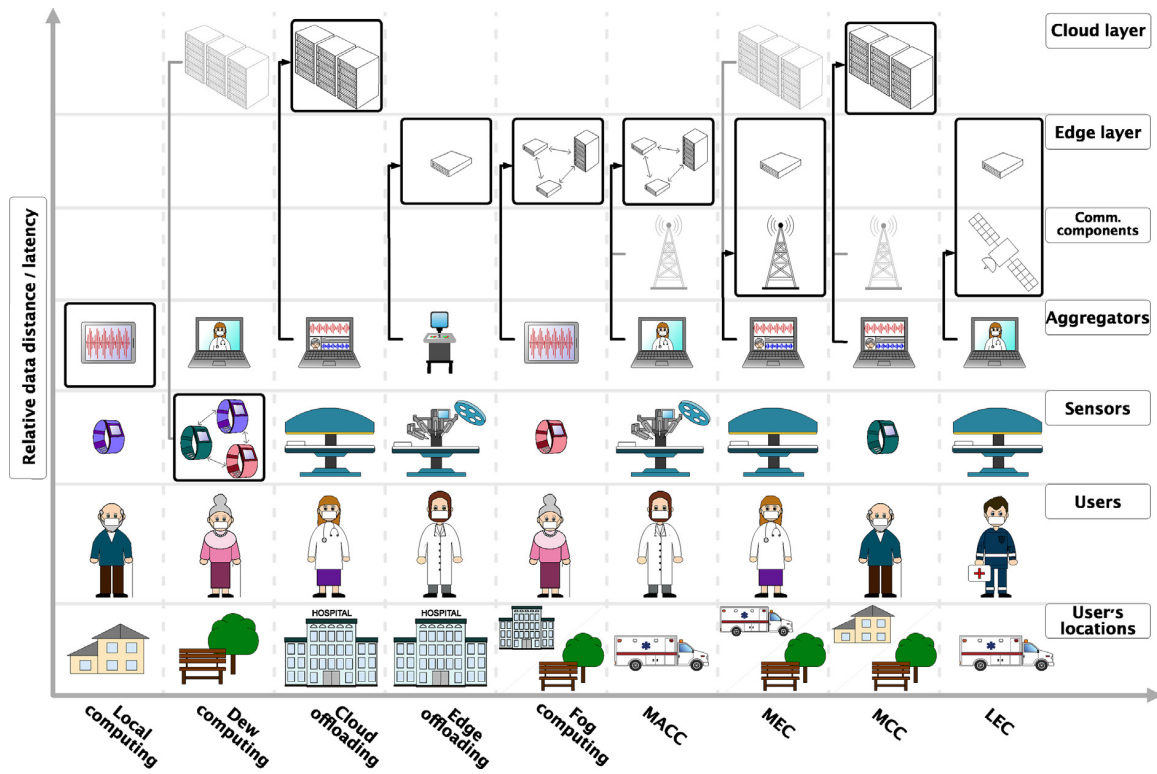 Cloud layer
Edge layer
Comm.
components
Aggregators
Sensors
Users
User's
locations
Relative data distance / latency
HOSPITAL
HOSPITAL
Local
computing
Dew
computing
Cloud
offloading
Edge
offloading
Fog
computing
MACC
MEC
MCC
LEC